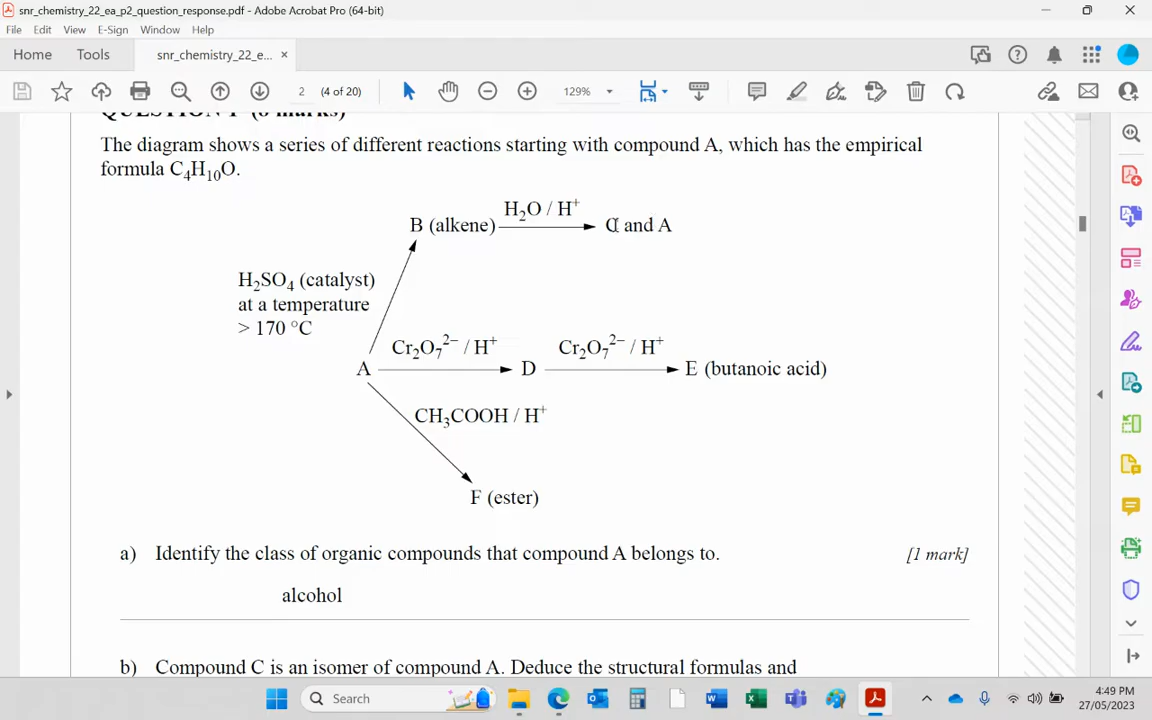 snr_chemistry_22_ea_p2_question_response.pdf - Adobe Acrobat Pro (64-bit)
File Edit View E-Sign Window Help
Home Tools snr_chemistry_22_e... ×
2 (4 of 20) 129%
The diagram shows a series of different reactions starting with compound A, which has the empirical
formula C₄H₁₀O.
H₂O / H⁺
B (alkene) C and A
H₂SO₄ (catalyst)
at a temperature
> 170 °C
Cr₂O₇²⁻ / H⁺ Cr₂O₇²⁻ / H⁺
A D E (butanoic acid)
CH₃COOH / H⁺
F (ester)
a) Identify the class of organic compounds that compound A belongs to. [1 mark]
alcohol
b) Compound C is an isomer of compound A. Deduce the structural formulas and
Search
4:49 PM
27/05/2023